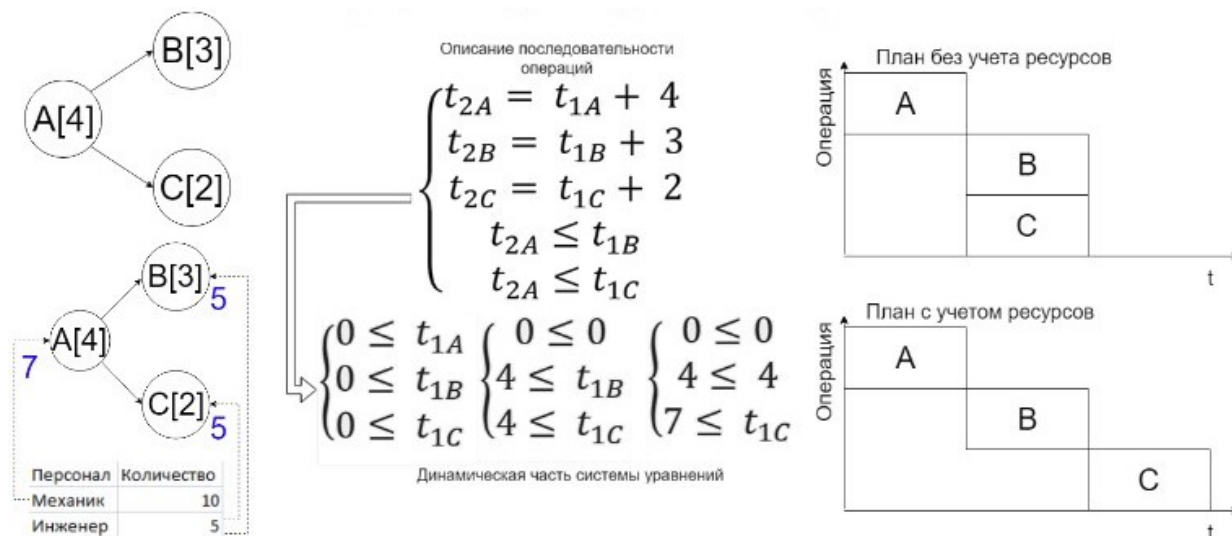 B[3]
A[4]
C[2]
B[3]
5
A[4]
7
C[2]
5
Персонал Количество
Механик 10
Инженер 5
Описание последовательности
операций
t₂A = t₁A + 4
t₂B = t₁B + 3
t₂C = t₁C + 2
t₂A ≤ t₁B
t₂A ≤ t₁C
0 ≤ t₁A 0 ≤ 0 0 ≤ 0
0 ≤ t₁B 4 ≤ t₁B 4 ≤ 4
0 ≤ t₁C 4 ≤ t₁C 7 ≤ t₁C
Динамическая часть системы уравнений
План без учета ресурсов
Операция
A
B
C
t
План с учетом ресурсов
Операция
A
B
C
t